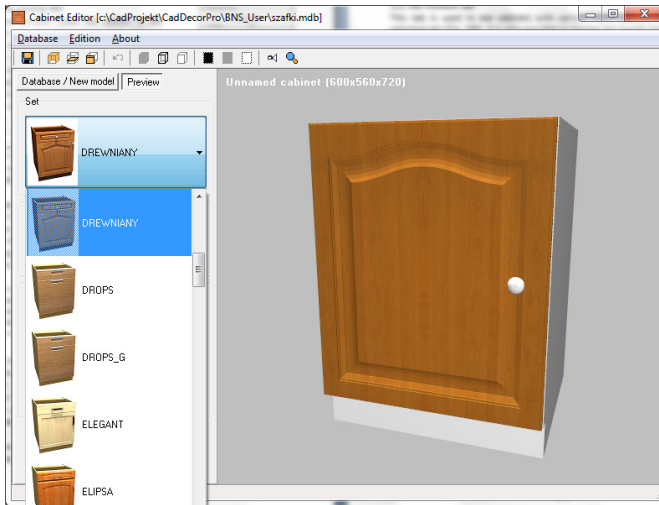 Cabinet Editor [c:\CadProjekt\CadDecorPro\BNS_User\szafki.mdb]
Database Edition About
Database / New model Preview
Unnamed cabinet (600x560x720)
Set
DREWNIANY
DREWNIANY
DROPS
DROPS_G
ELEGANT
ELIPSA